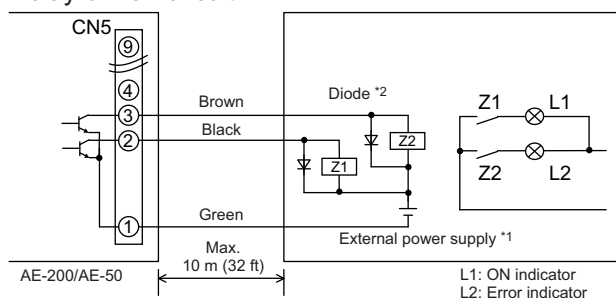 CN5
⑨
④
③
②
①
Brown
Black
Green
Diode *2
Z2
Z1
External power supply *1
Max.
10 m (32 ft)
AE-200/AE-50
Z1
L1
Z2
L2
L1: ON indicator
L2: Error indicator